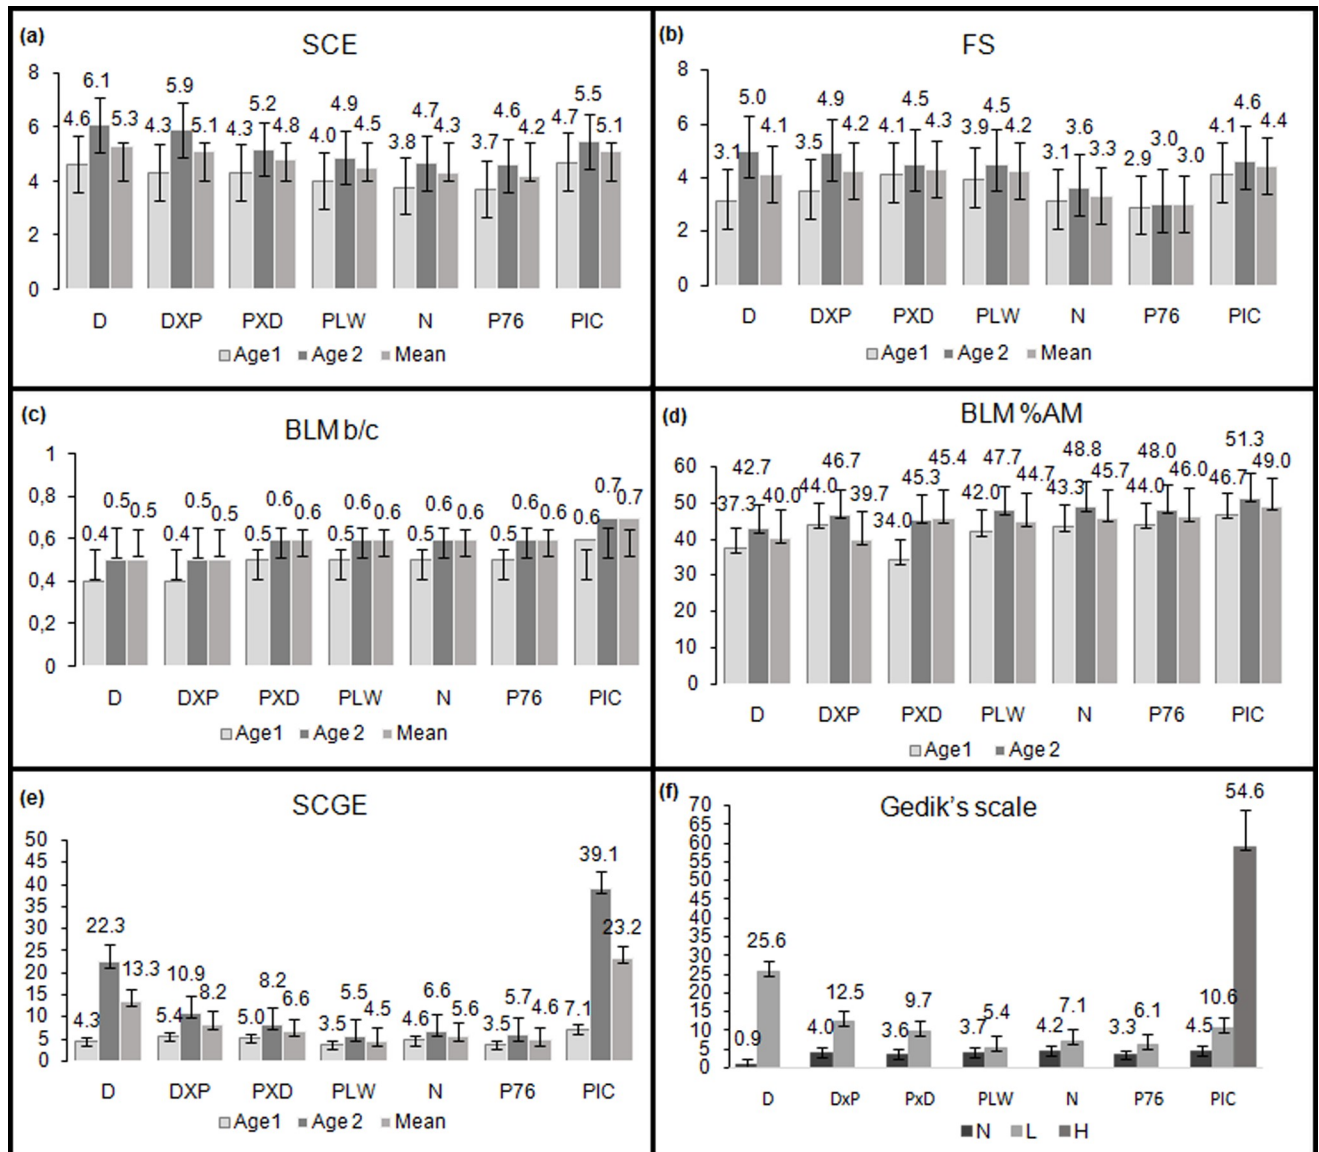 (a)
SCE
8
6
4
2
0
4.6 6.1 5.3 4.3 5.9 5.1 4.3 5.2 4.8 4.0 4.9 4.5 3.8 4.7 4.3 3.7 4.6 4.2 4.7 5.5 5.1
D DXP PXD PLW N P76 PIC
Age1 Age 2 Mean
(b)
FS
8
6
4
2
0
3.1 5.0 4.1 3.5 4.9 4.2 4.1 4.5 4.3 3.9 4.5 4.2 3.1 3.6 3.3 2.9 3.0 3.0 4.1 4.6 4.4
D DXP PXD PLW N P76 PIC
Age1 Age 2 Mean
(c)
BLM b/c
1
0,8
0,6
0,4
0,2
0
0.4 0.5 0.5 0.4 0.5 0.5 0.5 0.6 0.6 0.5 0.6 0.6 0.5 0.6 0.6 0.5 0.6 0.6 0.6 0.7 0.7
D DXP PXD PLW N P76 PIC
Age1 Age 2 Mean
(d)
BLM %AM
60
50
40
30
20
10
0
37.3 42.7 40.0 44.0 46.7 39.7 34.0 45.3 45.4 42.0 47.7 44.7 43.3 48.8 45.7 44.0 48.0 46.0 46.7 51.3 49.0
D DXP PXD PLW N P76 PIC
Age1 Age 2
(e)
SCGE
50
45
40
35
30
25
20
15
10
5
0
4.3 22.3 13.3 5.4 10.9 8.2 5.0 8.2 6.6 3.5 5.5 4.5 4.6 6.6 5.6 3.5 5.7 4.6 7.1 39.1 23.2
D DXP PXD PLW N P76 PIC
Age1 Age 2 Mean
(f)
Gedik's scale
70
65
60
55
50
45
40
35
30
25
20
15
10
5
0
0.9 25.6 4.0 12.5 3.6 9.7 3.7 5.4 4.2 7.1 3.3 6.1 4.5 10.6 54.6
D DxP PxD PLW N P76 PIC
N L H